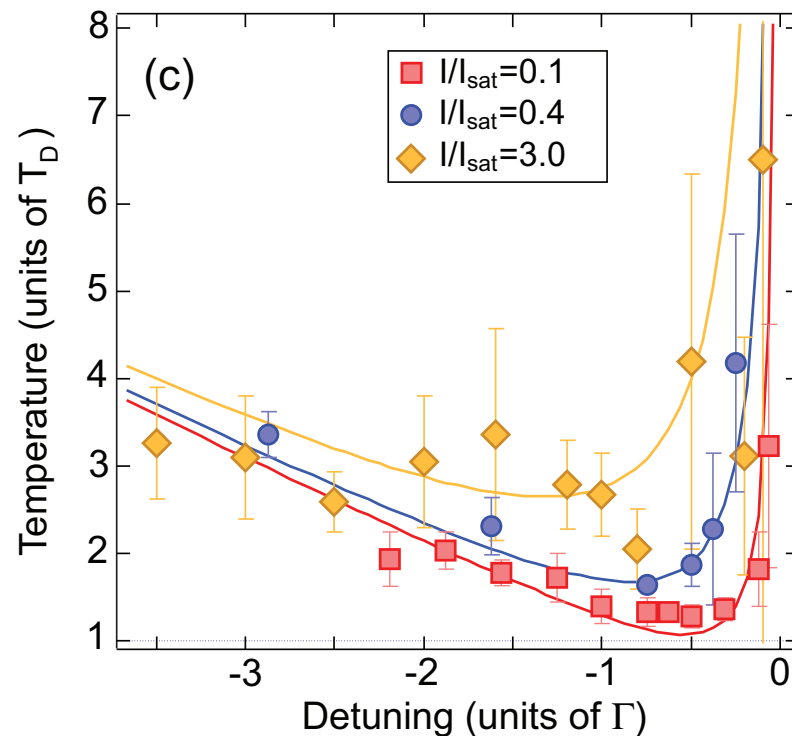 (c)
I/Isat=0.1
I/Isat=0.4
I/Isat=3.0
Temperature (units of TD)
8
7
6
5
4
3
2
1
-3
-2
-1
0
Detuning (units of Γ)